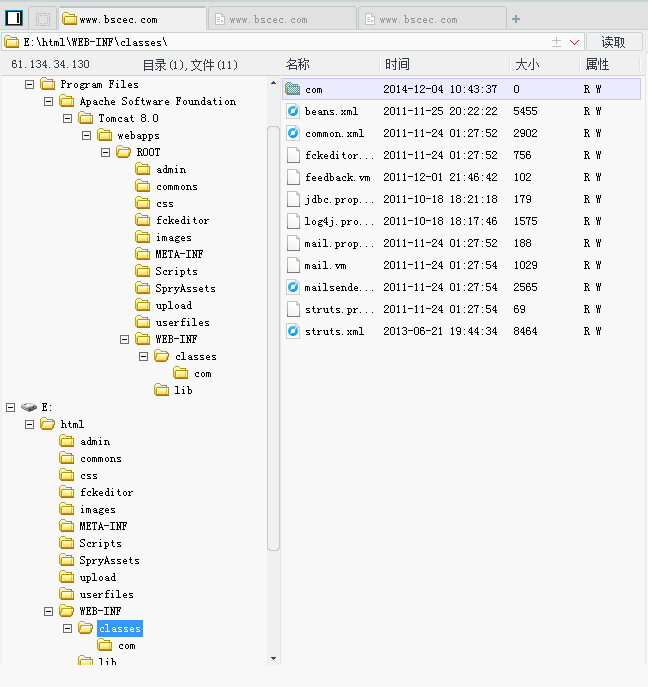 www.bscec.com www.bscec.com www.bscec.com
E:\html\WEB-INF\classes\ 读取
61.134.34.130 目录(1),文件(11)
Program Files
Apache Software Foundation
Tomcat 8.0
webapps
ROOT
admin
commons
css
fckeditor
images
META-INF
Scripts
SpryAssets
upload
userfiles
WEB-INF
classes
com
lib
E:
html
admin
commons
css
fckeditor
images
META-INF
Scripts
SpryAssets
upload
userfiles
WEB-INF
classes
com
lib
名称 时间 大小 属性
com 2014-12-04 10:43:37 0 R W
beans.xml 2011-11-25 20:22:22 5455 R W
common.xml 2011-11-24 01:27:52 2902 R W
fckeditor... 2011-11-24 01:27:52 756 R W
feedback.vm 2011-12-01 21:46:42 102 R W
jdbc.prop... 2011-10-18 18:21:18 179 R W
log4j.pro... 2011-10-18 18:17:46 1575 R W
mail.prop... 2011-11-24 01:27:52 188 R W
mail.vm 2011-11-24 01:27:54 1029 R W
mailsende... 2011-11-24 01:27:54 2565 R W
struts.pr... 2011-11-24 01:27:54 69 R W
struts.xml 2013-06-21 19:44:34 8464 R W